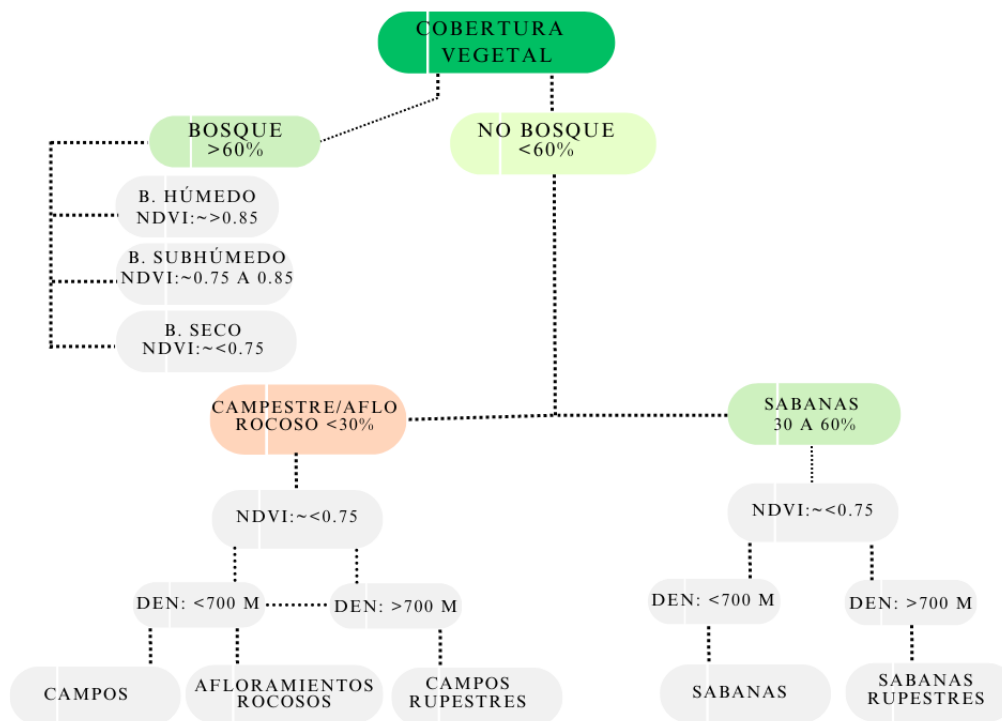 COBERTURA
VEGETAL
BOSQUE
>60%
NO BOSQUE
<60%
B. HÚMEDO
NDVI:~>0.85
B. SUBHÚMEDO
NDVI:~0.75 A 0.85
B. SECO
NDVI:~<0.75
CAMPESTRE/AFLO
ROCOSO <30%
SABANAS
30 A 60%
NDVI:~<0.75
NDVI:~<0.75
DEN: <700 M
DEN: >700 M
DEN: <700 M
DEN: >700 M
CAMPOS
AFLORAMIENTOS
ROCOSOS
CAMPOS
RUPESTRES
SABANAS
SABANAS
RUPESTRES